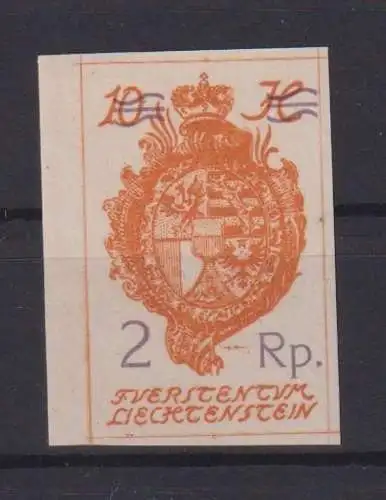 10 K
2 Rp.
FVERSTENTVM
LIECHTENSTEIN